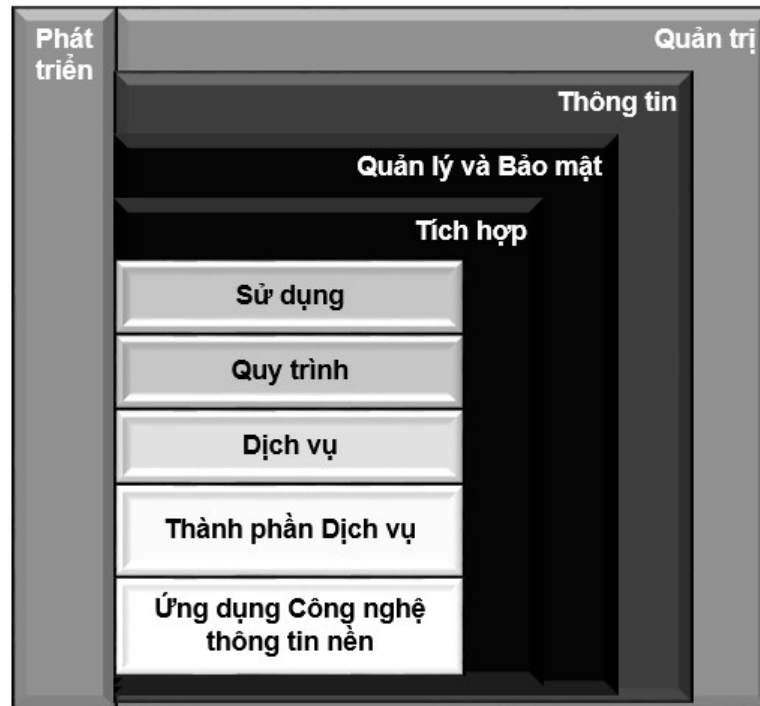 Phát
triển
Quản trị
Thông tin
Quản lý và Bảo mật
Tích hợp
Sử dụng
Quy trình
Dịch vụ
Thành phần Dịch vụ
Ứng dụng Công nghệ
thông tin nền